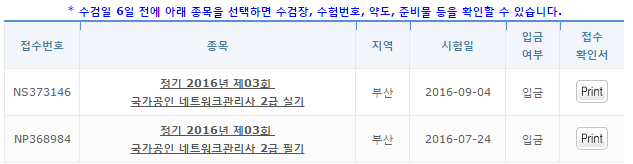 * 수검일 6일 전에 아래 종목을 선택하면 수검장, 수험번호, 약도, 준비물 등을 확인할 수 있습니다.
접수번호 종목 지역 시험일 입금 여부 접수 확인서
NS373146 정기 2016년 제03회 국가공인 네트워크관리사 2급 실기 부산 2016-09-04 입금 Print
NP368984 정기 2016년 제03회 국가공인 네트워크관리사 2급 필기 부산 2016-07-24 입금 Print